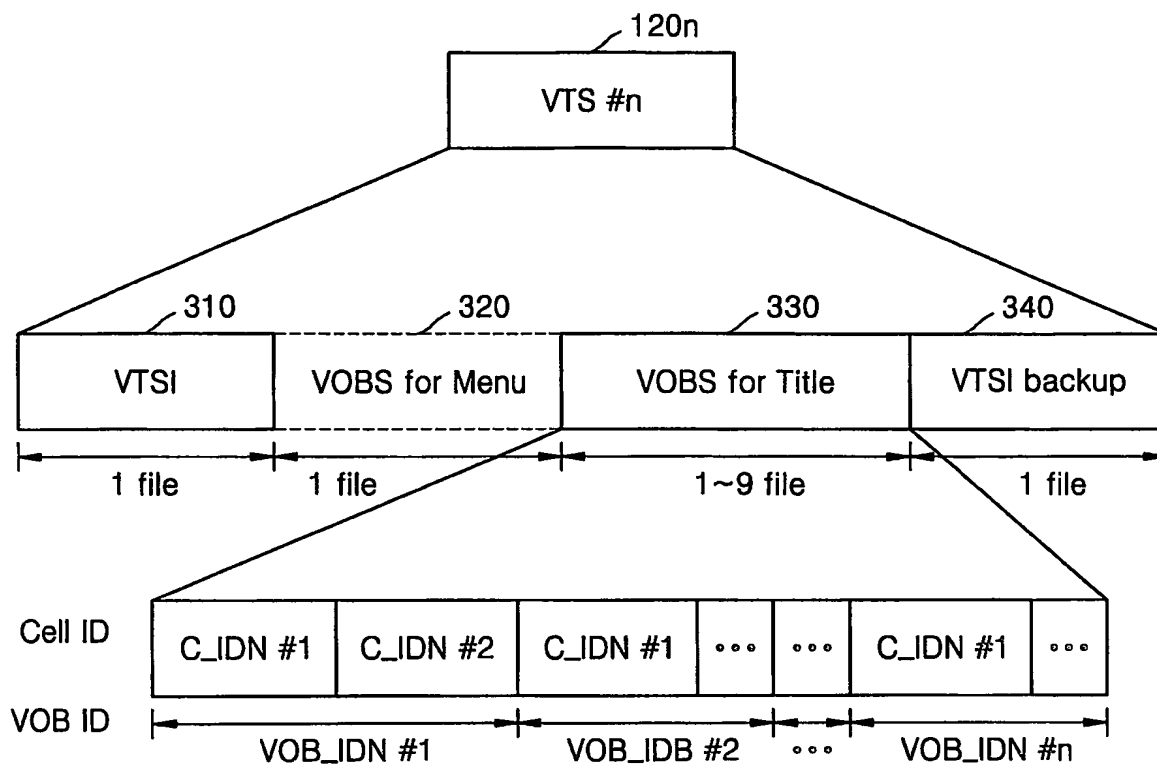 120n
VTS #n
310 320 330 340
VTSI VOBS for Menu VOBS for Title VTSI backup
1 file 1 file 1~9 file 1 file
Cell ID C_IDN #1 C_IDN #2 C_IDN #1 ∘∘∘ ∘∘∘ C_IDN #1 ∘∘∘
VOB ID
VOB_IDN #1 VOB_IDB #2 ∘∘∘ VOB_IDN #n